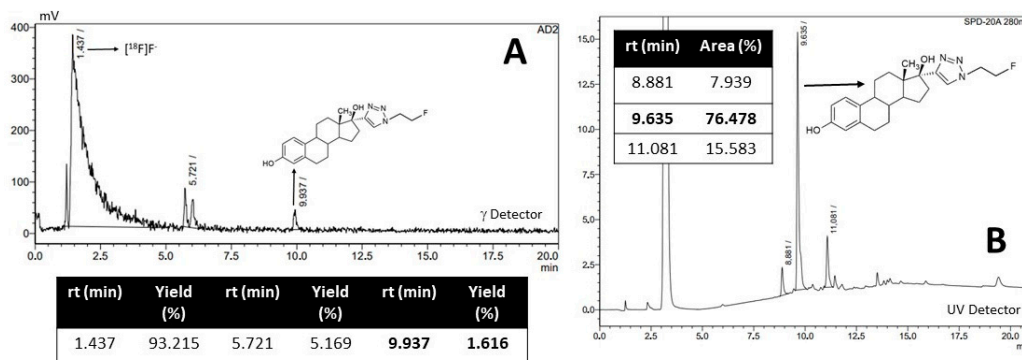 mV
AD2
A
400
300
200
100
0
1.437 /
[¹⁸F]F⁻
5.721 /
9.937 /
CH₃ OH N=N
N
F
HO
γ Detector
0.0 2.5 5.0 7.5 10.0 12.5 15.0 17.5 20.0
min
rt (min) Yield (%) rt (min) Yield (%) rt (min) Yield (%)
1.437 93.215 5.721 5.169 9.937 1.616
SPD-20A 280n
15.0
12.5
10.0
7.5
5.0
2.5
0.0
rt (min) Area (%)
8.881 7.939
9.635 76.478
11.081 15.583
9.635 /
8.881 /
11.081 /
CH₃ OH N=N
N
F
HO
B
UV Detector
0.0 2.5 5.0 7.5 10.0 12.5 15.0 17.5 20.0
min